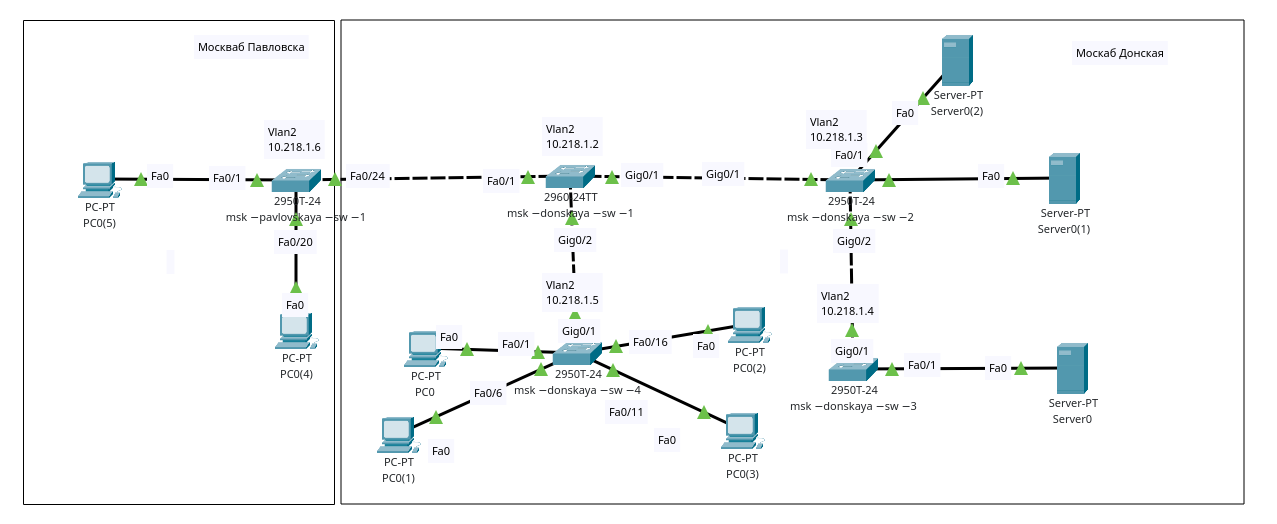 Москваб Павловска
Москаб Донская
Server-PT
Server0(2)
Fa0
Vlan2
10.218.1.6
Vlan2
10.218.1.2
Vlan2
10.218.1.3
Fa0/1
Fa0
Fa0/1
Fa0/24
Fa0/1
Gig0/1
Gig0/1
Fa0
PC-PT
PC0(5)
2950T-24
msk −pavlovskaya −sw −1
2960-24TT
msk −donskaya −sw −1
2950T-24
msk −donskaya −sw −2
Server-PT
Server0(1)
Fa0/20
Gig0/2
Gig0/2
Fa0
PC-PT
PC0(4)
Vlan2
10.218.1.5
Gig0/1
Vlan2
10.218.1.4
Fa0
Fa0/1
Fa0/16
Fa0
PC-PT
PC0(2)
Gig0/1
PC-PT
PC0
2950T-24
msk −donskaya −sw −4
Fa0/1
Fa0
2950T-24
msk −donskaya −sw −3
Server-PT
Server0
Fa0/6
Fa0/11
Fa0
Fa0
PC-PT
PC0(1)
PC-PT
PC0(3)